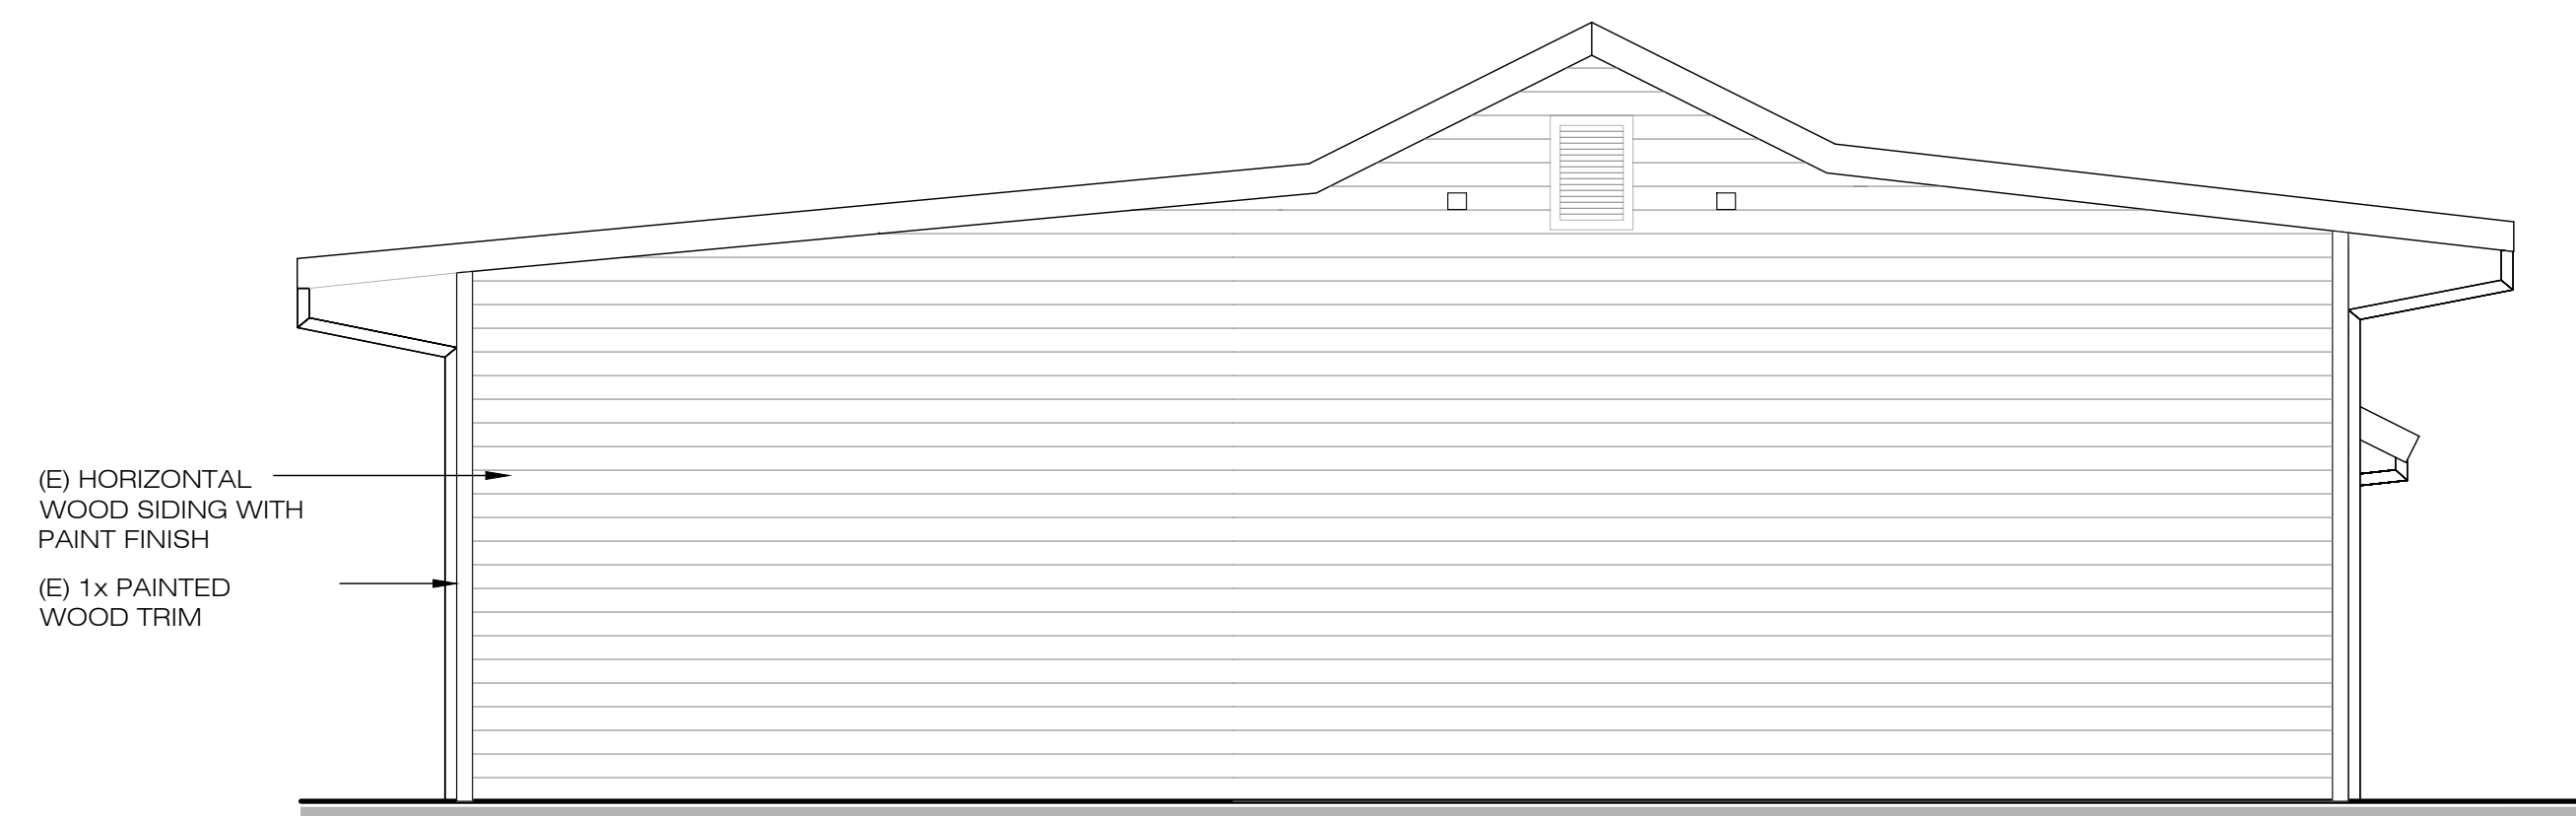 (E) HORIZONTAL
WOOD SIDING WITH
PAINT FINISH
(E) 1x PAINTED
WOOD TRIM